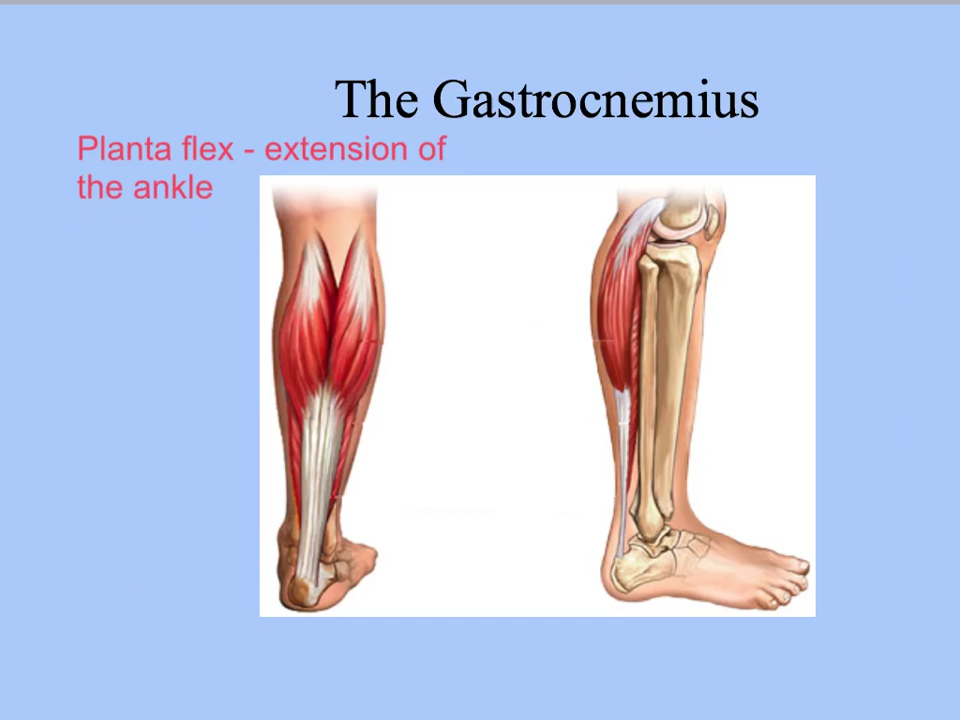 The Gastrocnemius
Planta flex - extension of
the ankle